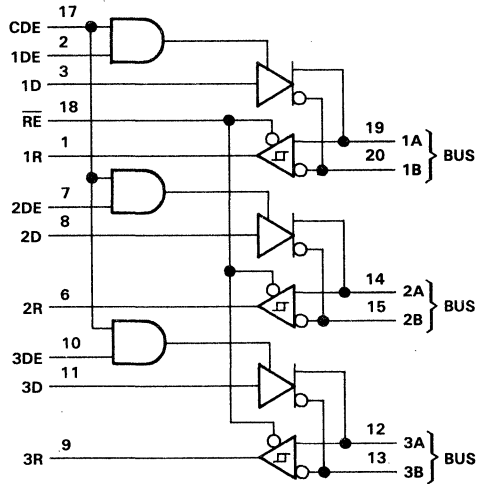 CDE 17
1DE 2
1D 3
RE 18
1R 1
19 1A
20 1B
BUS
2DE 7
2D 8
2R 6
14 2A
15 2B
BUS
3DE 10
3D 11
3R 9
12 3A
13 3B
BUS